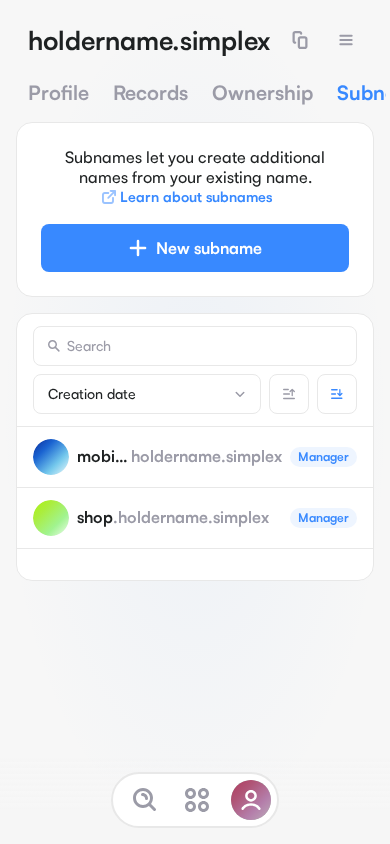 holdername.simplex
Profile Records Ownership Subn
Subnames let you create additional
names from your existing name.
Learn about subnames
New subname
Search
Creation date
mobi... holdername.simplex Manager
shop.holdername.simplex Manager